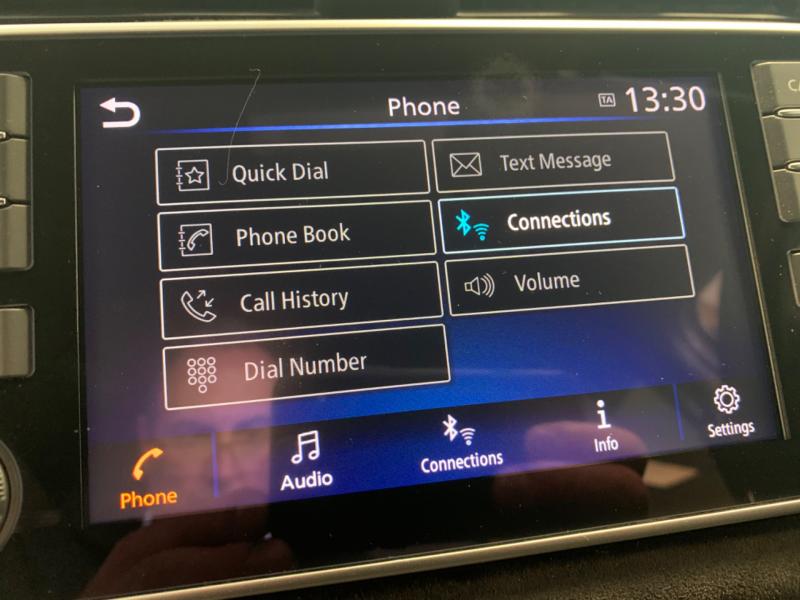 Phone
TA 13:30
Quick Dial
Text Message
Phone Book
Connections
Call History
Volume
Dial Number
Phone
Audio
Connections
Info
Settings